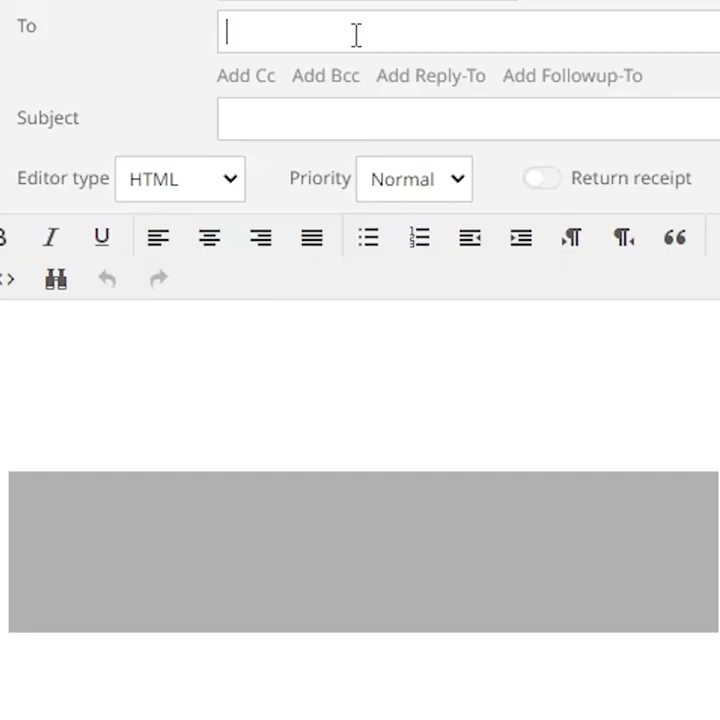 To
Add Cc Add Bcc Add Reply-To Add Followup-To
Subject
Editor type HTML Priority Normal Return receipt